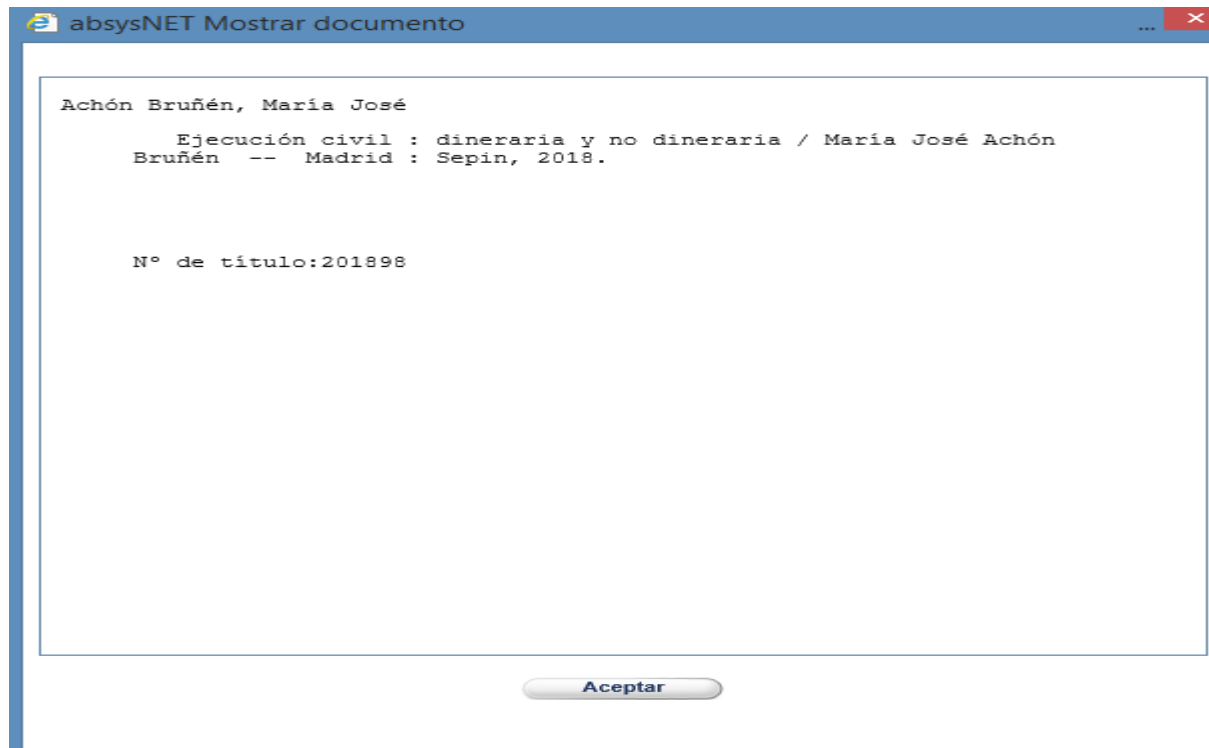 absysNET Mostrar documento
...
Achón Bruñén, María José
Ejecución civil : dineraria y no dineraria / María José Achón
Bruñén -- Madrid : Sepin, 2018.
Nº de título:201898
Aceptar